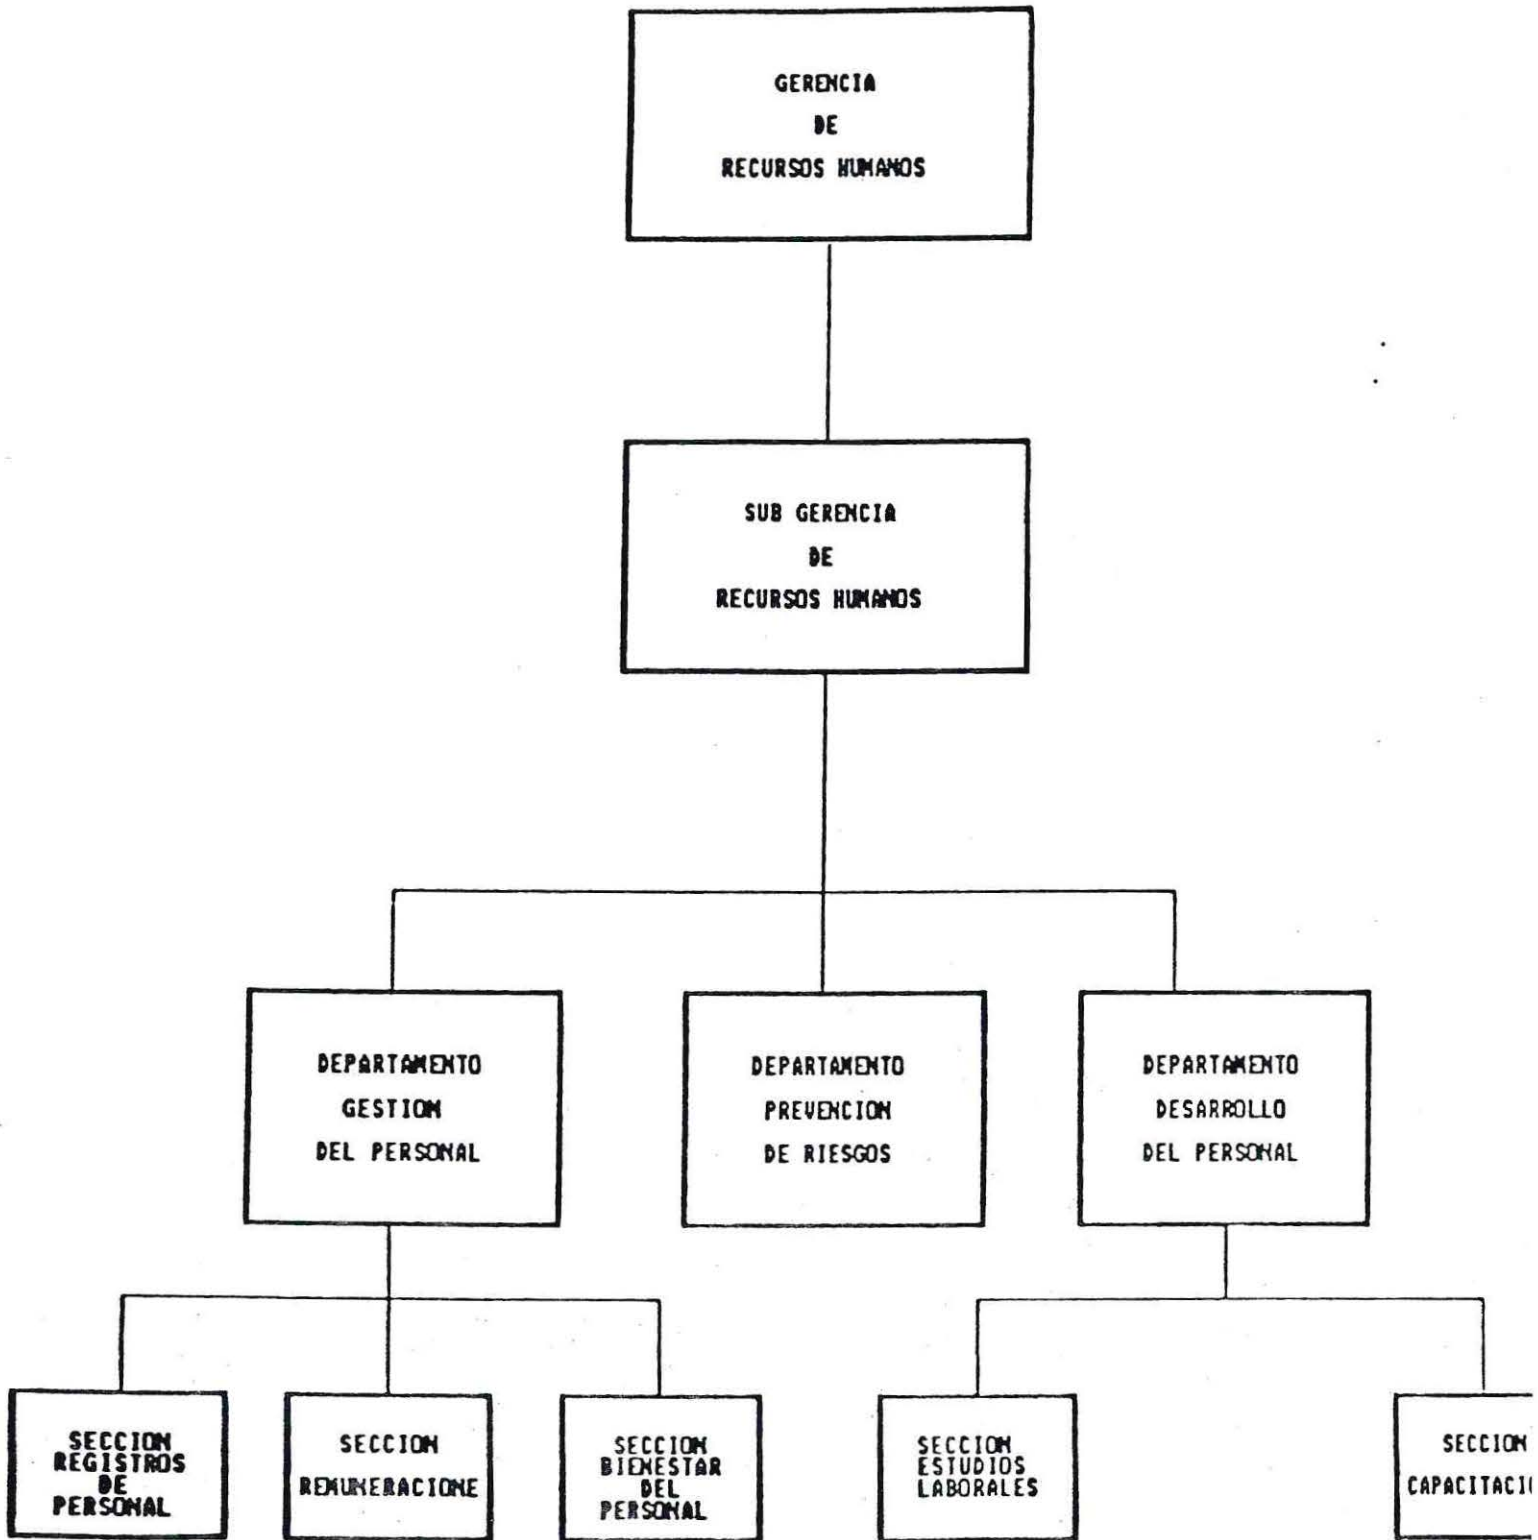 GERENCIA
DE
RECURSOS HUMANOS
SUB GERENCIA
DE
RECURSOS HUMANOS
DEPARTAMENTO
GESTION
DEL PERSONAL
DEPARTAMENTO
PREVENCION
DE RIESGOS
DEPARTAMENTO
DESARROLLO
DEL PERSONAL
SECCION
REGISTROS
DE
PERSONAL
SECCION
REMUNERACIONE
SECCION
BIENESTAR
DEL
PERSONAL
SECCION
ESTUDIOS
LABORALES
SECCION
CAPACITACI